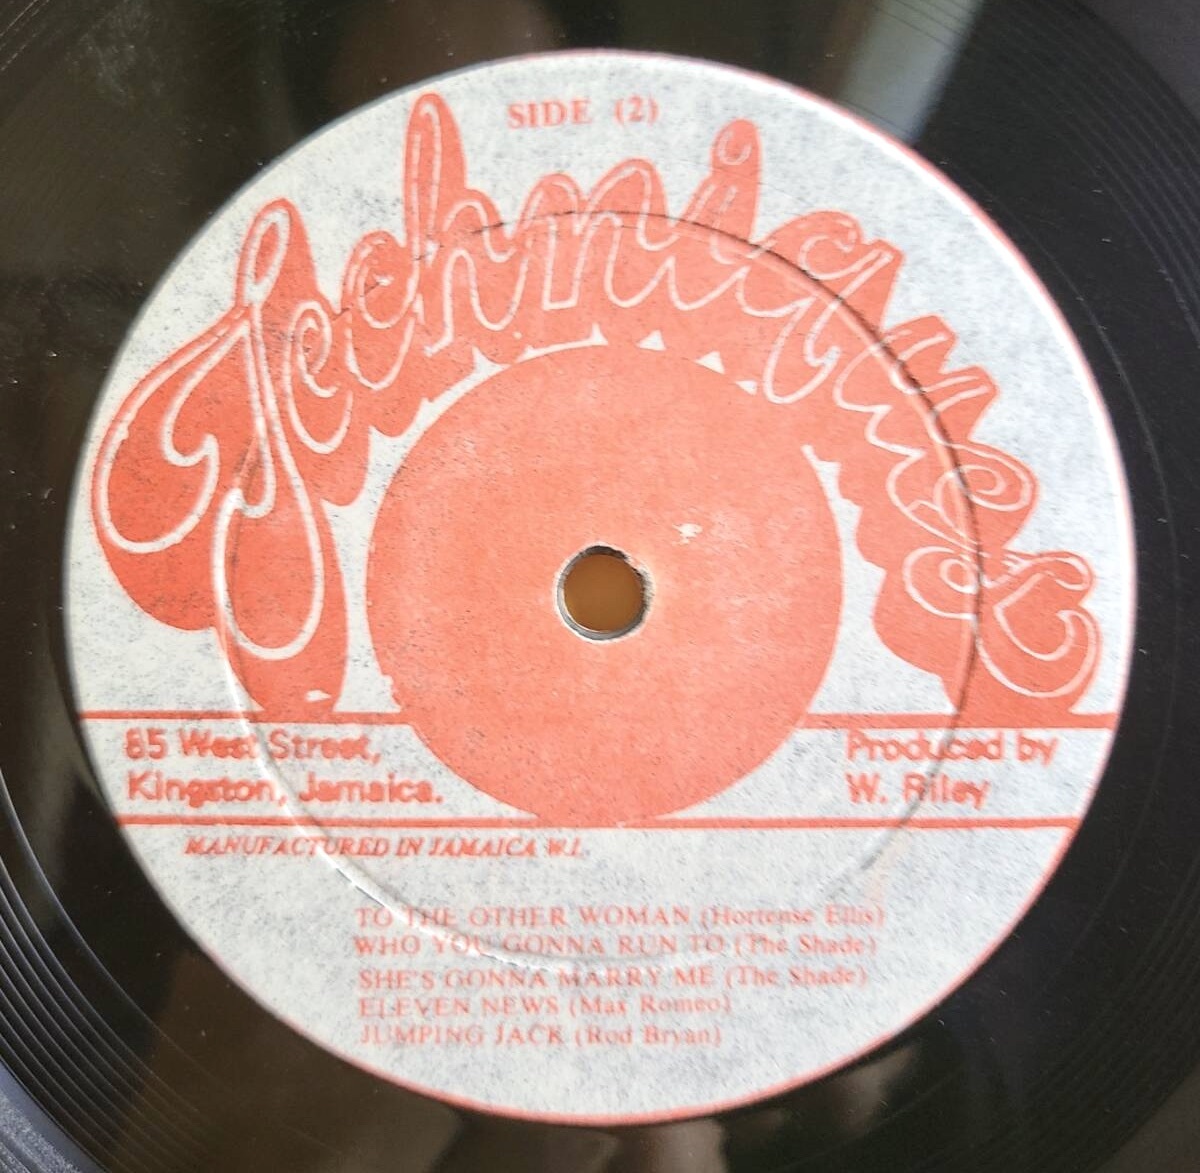 SIDE (2)
Techniques
85 West Street,
Kingston, Jamaica.
Produced by
W. Riley
MANUFACTURED IN JAMAICA W.I.
TO THE OTHER WOMAN (Hortense Ellis)
WHO YOU GONNA RUN TO (The Shade)
SHE'S GONNA MARRY ME (The Shade)
ELEVEN NEWS (Max Romeo)
JUMPING JACK (Rod Bryan)